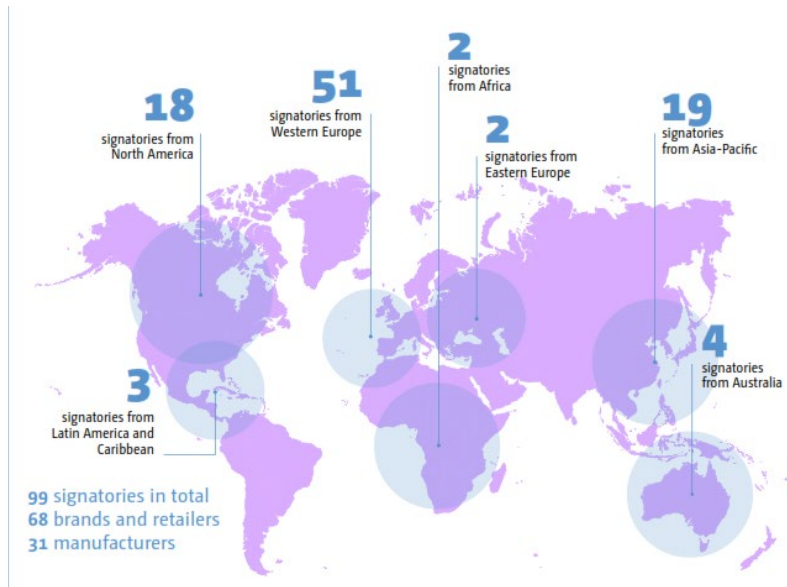 2
signatories
from Africa
51
signatories from
Western Europe
18
signatories from
North America
2
signatories from
Eastern Europe
19
signatories
from Asia-Pacific
4
signatories
from Australia
3
signatories from
Latin America and
Caribbean
99 signatories in total
68 brands and retailers
31 manufacturers